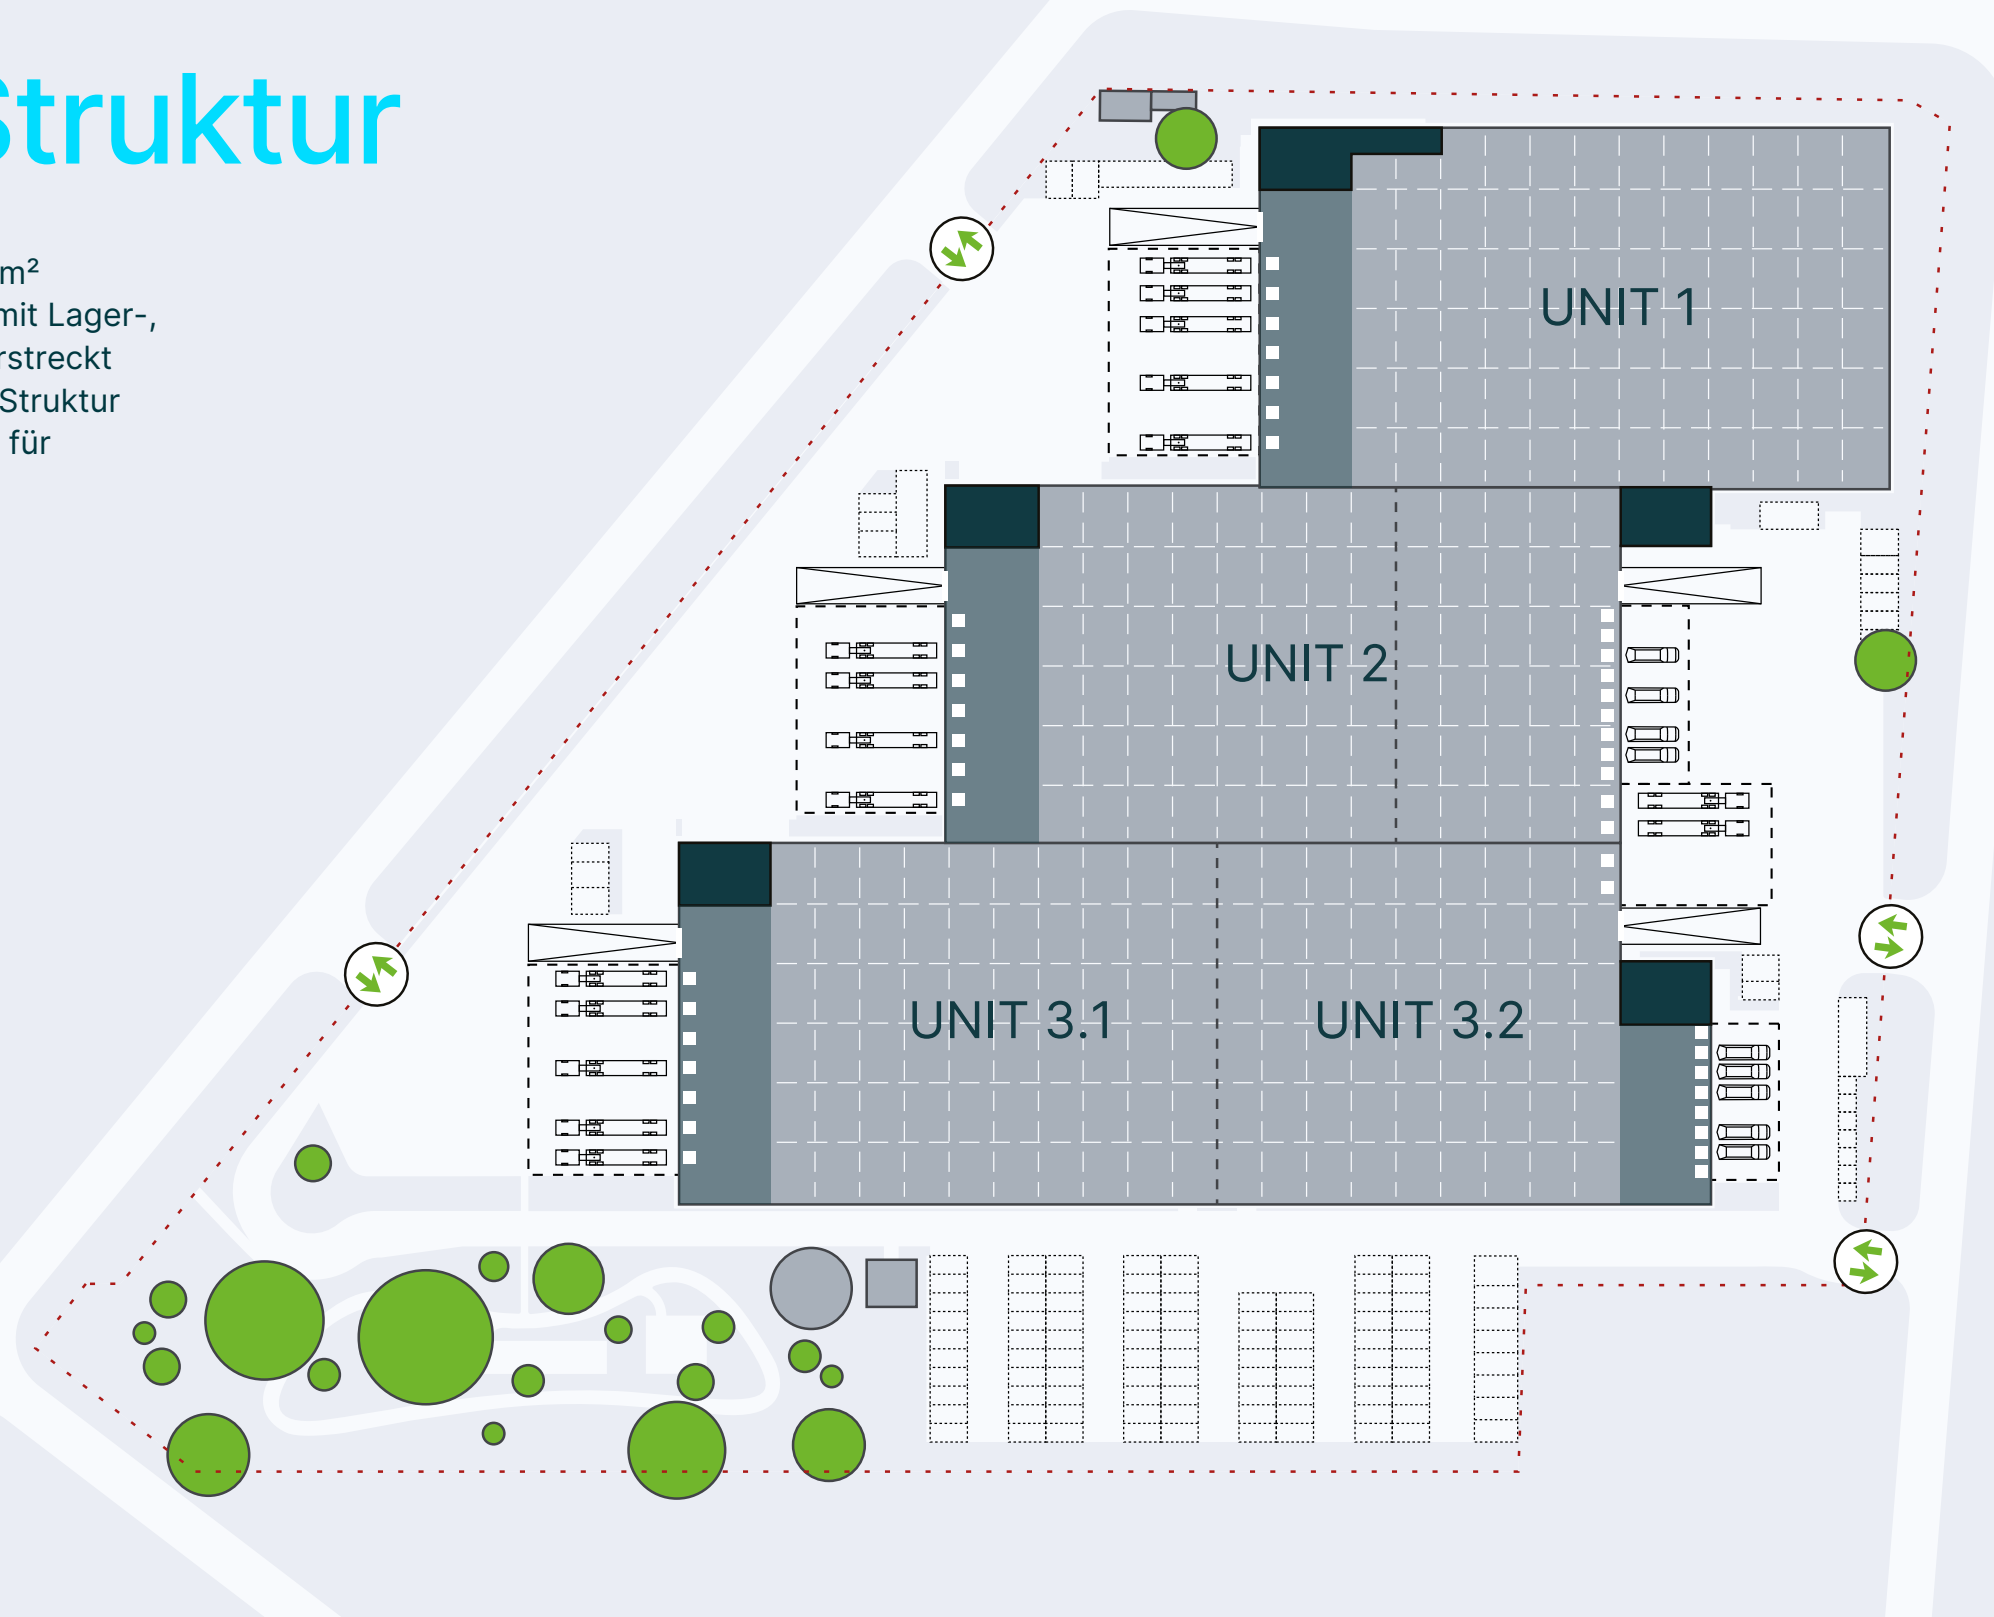 Struktur
m²
mit Lager-,
rstreckt
Struktur
für
UNIT 1
UNIT 2
UNIT 3.1
UNIT 3.2